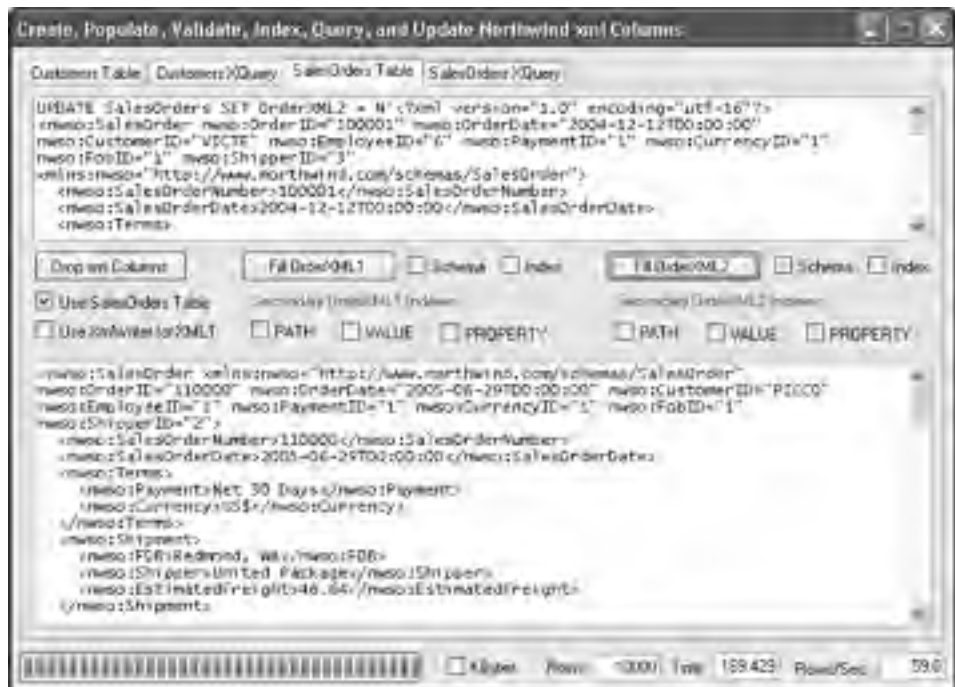 Create, Populate, Validate, Index, Query, and Update Northwind xml Columns
Customers Table Customers XQuery SalesOrders Table SalesOrders XQuery
UPDATE SalesOrders SET OrderXML2 = N'<?xml version="1.0" encoding="utf-16"?>
<nwso:SalesOrder nwso:OrderID="100001" nwso:OrderDate="2004-12-12T00:00:00"
nwso:CustomerID="VICTE" nwso:EmployeeID="6" nwso:PaymentID="1" nwso:CurrencyID="1"
nwso:FobID="1" nwso:ShipperID="3"
xmlns:nwso="http://www.northwind.com/schemas/SalesOrder">
<nwso:SalesOrderNumber>100001</nwso:SalesOrderNumber>
<nwso:SalesOrderDate>2004-12-12T00:00:00</nwso:SalesOrderDate>
<nwso:Terms>
Drop xml Columns Fill OrderXML1 Schema Index Fill OrderXML2 Schema Index
Use SalesOrders Table Secondary OrderXML1 Indexes Secondary OrderXML2 Indexes
Use XmlWriter for XML1 PATH VALUE PROPERTY PATH VALUE PROPERTY
<nwso:SalesOrder xmlns:nwso="http://www.northwind.com/schemas/SalesOrder"
nwso:OrderID="110000" nwso:OrderDate="2005-06-29T00:00:00" nwso:CustomerID="PICCO"
nwso:EmployeeID="1" nwso:PaymentID="1" nwso:CurrencyID="1" nwso:FobID="1"
nwso:ShipperID="2">
<nwso:SalesOrderNumber>110000</nwso:SalesOrderNumber>
<nwso:SalesOrderDate>2005-06-29T00:00:00</nwso:SalesOrderDate>
<nwso:Terms>
<nwso:Payment>Net 30 Days</nwso:Payment>
<nwso:Currency>US$</nwso:Currency>
</nwso:Terms>
<nwso:Shipment>
<nwso:FOB>Redmond, WA</nwso:FOB>
<nwso:Shipper>United Package</nwso:Shipper>
<nwso:EstimatedFreight>46.64</nwso:EstimatedFreight>
</nwso:Shipment>
Rows: 10000 Time: 169.429 Rows/Sec: 59.0